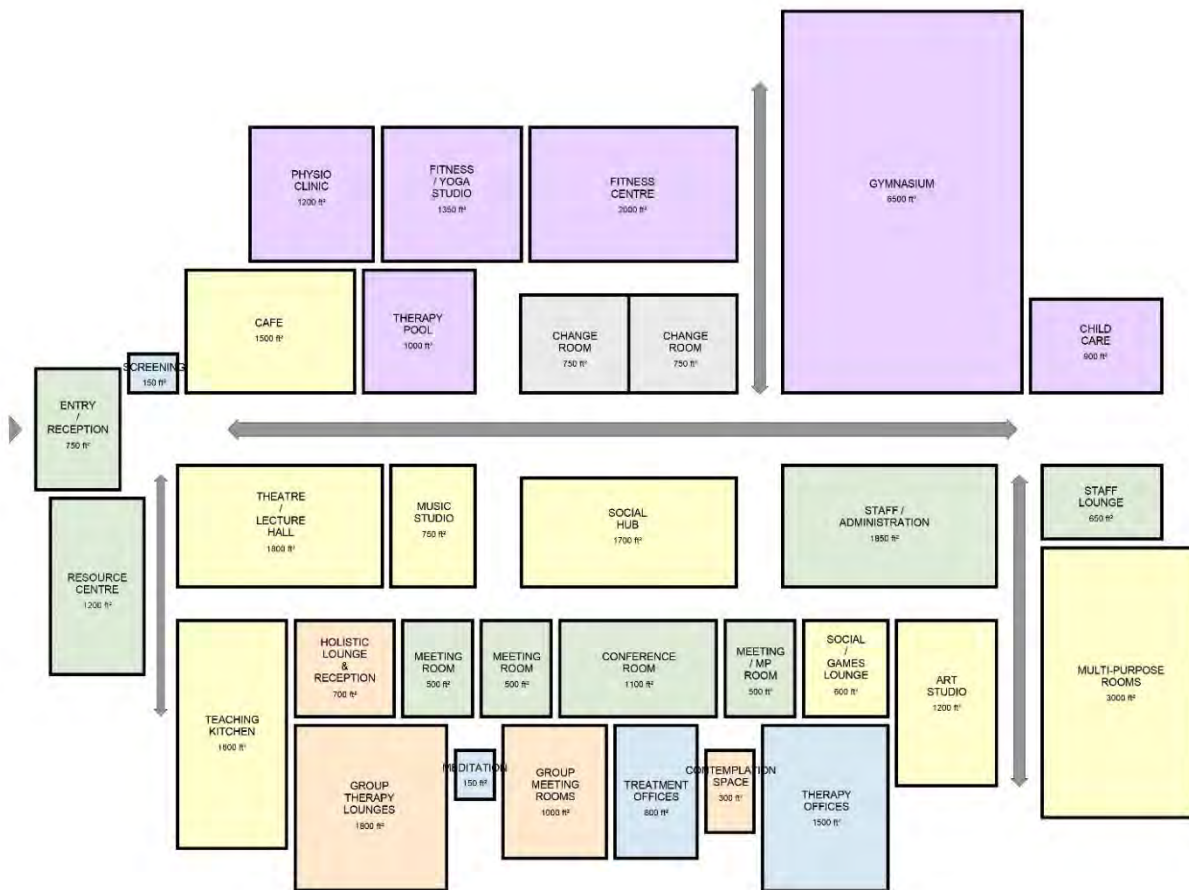 PHYSIO
CLINIC
1200 ft²
FITNESS
/ YOGA
STUDIO
1350 ft²
FITNESS
CENTRE
2000 ft²
GYMNASIUM
6500 ft²
CAFE
1500 ft²
THERAPY
POOL
1000 ft²
CHANGE
ROOM
750 ft²
CHANGE
ROOM
750 ft²
CHILD
CARE
900 ft²
SCREENING
150 ft²
ENTRY
/
RECEPTION
750 ft²
THEATRE
/
LECTURE
HALL
1800 ft²
MUSIC
STUDIO
750 ft²
SOCIAL
HUB
1700 ft²
STAFF /
ADMINISTRATION
1850 ft²
STAFF
LOUNGE
650 ft²
RESOURCE
CENTRE
1200 ft²
HOLISTIC
LOUNGE
&
RECEPTION
700 ft²
MEETING
ROOM
500 ft²
MEETING
ROOM
500 ft²
CONFERENCE
ROOM
1100 ft²
MEETING
/ MP
ROOM
500 ft²
SOCIAL
/
GAMES
LOUNGE
600 ft²
ART
STUDIO
1200 ft²
MULTI-PURPOSE
ROOMS
3000 ft²
TEACHING
KITCHEN
1800 ft²
GROUP
THERAPY
LOUNGES
1800 ft²
MEDITATION
150 ft²
GROUP
MEETING
ROOMS
1000 ft²
TREATMENT
OFFICES
800 ft²
CONTEMPLATION
SPACE
300 ft²
THERAPY
OFFICES
1500 ft²